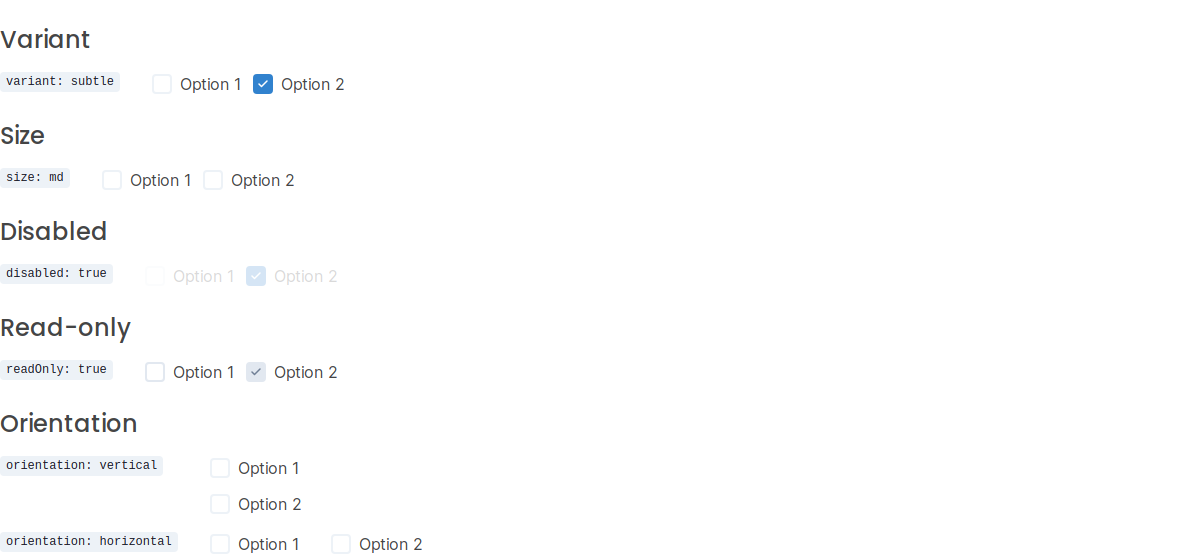 Variant
variant: subtle Option 1 Option 2
Size
size: md Option 1 Option 2
Disabled
disabled: true Option 1 Option 2
Read-only
readOnly: true Option 1 Option 2
Orientation
orientation: vertical Option 1
Option 2
orientation: horizontal Option 1 Option 2